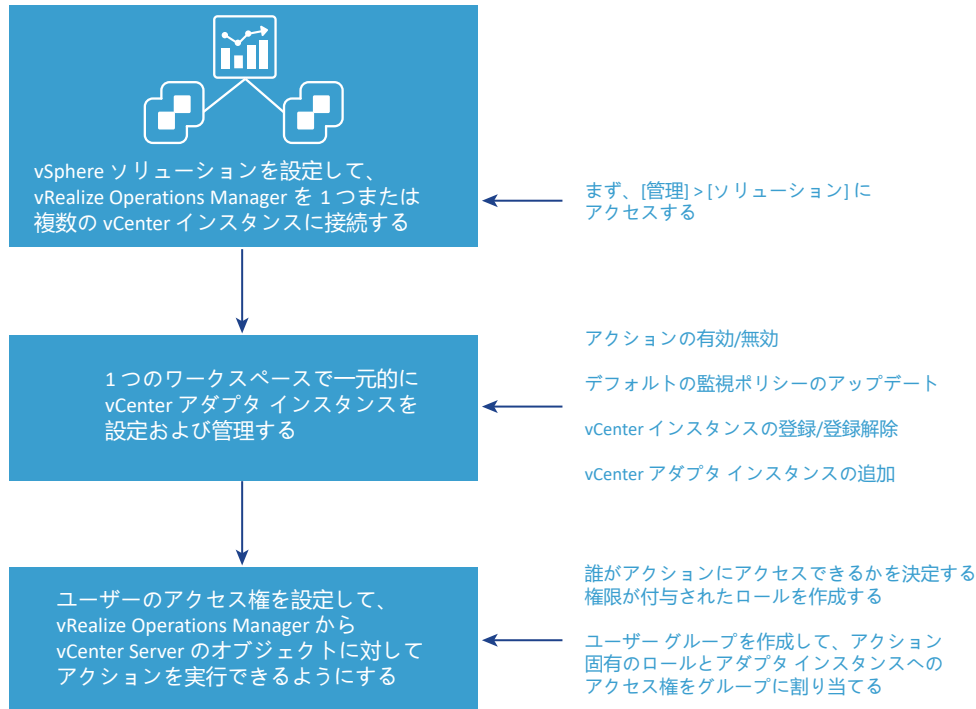 vSphere ソリューションを設定して、
vRealize Operations Manager を 1 つまたは
複数の vCenter インスタンスに接続する
まず、[管理] > [ソリューション] に
アクセスする
1 つのワークスペースで一元的に
vCenter アダプタ インスタンスを
設定および管理する
アクションの有効/無効
デフォルトの監視ポリシーのアップデート
vCenter インスタンスの登録/登録解除
vCenter アダプタ インスタンスの追加
ユーザーのアクセス権を設定して、
vRealize Operations Manager から
vCenter Server のオブジェクトに対して
アクションを実行できるようにする
誰がアクションにアクセスできるかを決定する
権限が付与されたロールを作成する
ユーザー グループを作成して、アクション
固有のロールとアダプタ インスタンスへの
アクセス権をグループに割り当てる